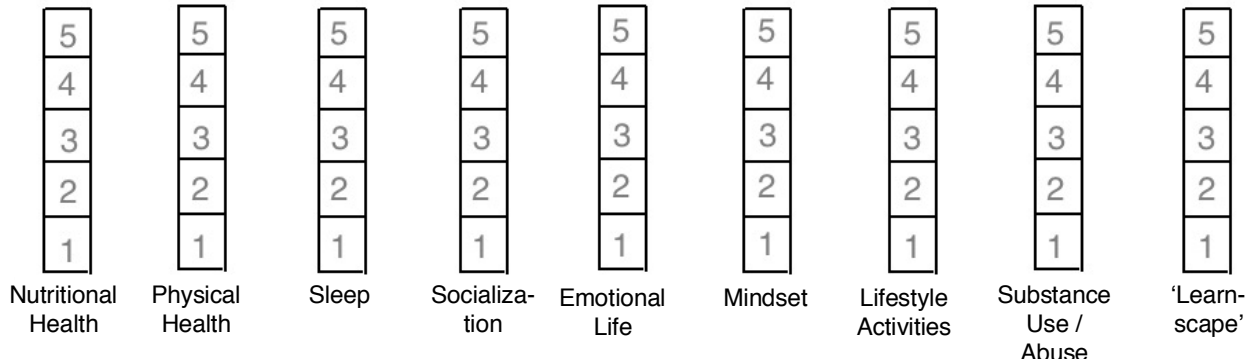 5 5 5 5 5 5 5 5 5
4 4 4 4 4 4 4 4 4
3 3 3 3 3 3 3 3 3
2 2 2 2 2 2 2 2 2
1 1 1 1 1 1 1 1 1
Nutritional
Health
Physical
Health
Sleep
Socializa-
tion
Emotional
Life
Mindset
Lifestyle
Activities
Substance
Use /
Abuse
‘Learn-
scape’